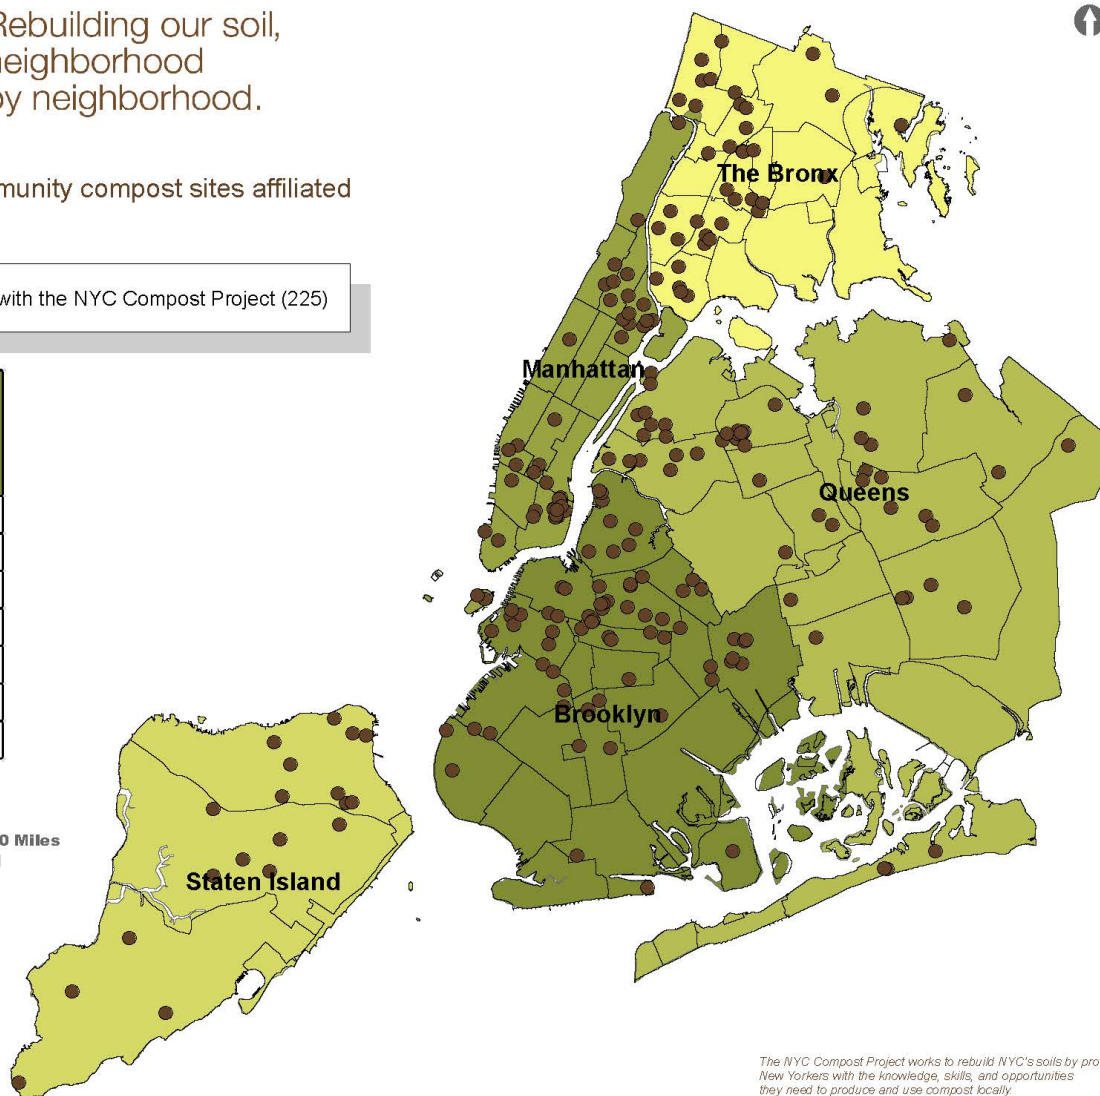 Rebuilding our soil,
neighborhood
by neighborhood.
munity compost sites affiliated
with the NYC Compost Project (225)
The Bronx
Manhattan
Queens
Brooklyn
0 Miles
Staten Island
The NYC Compost Project works to rebuild NYC's soils by pro
New Yorkers with the knowledge, skills, and opportunities
they need to produce and use compost locally.